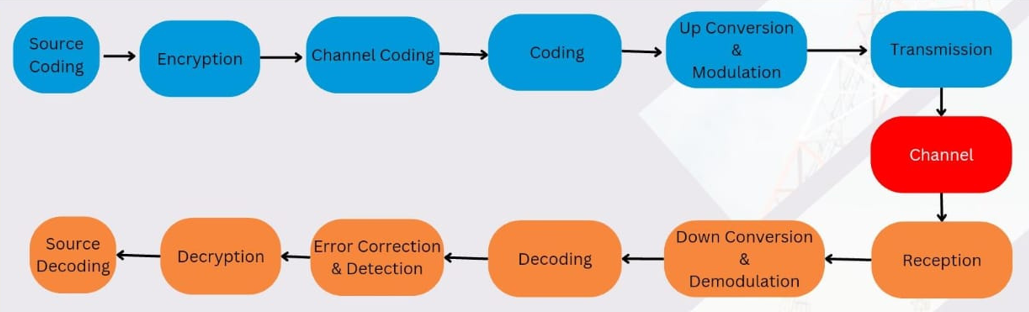 Source
Coding
Encryption
Channel Coding
Coding
Up Conversion
&
Modulation
Transmission
Channel
Source
Decoding
Decryption
Error Correction
& Detection
Decoding
Down Conversion
&
Demodulation
Reception